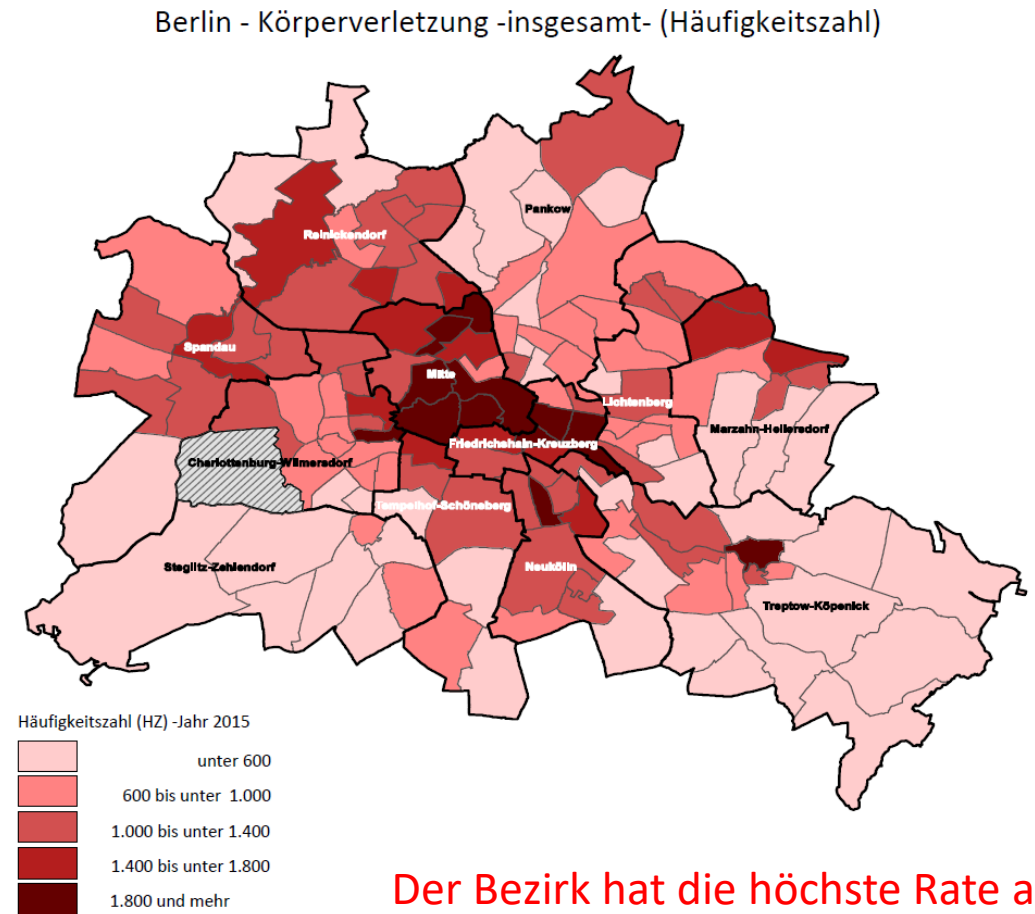 Berlin - Körperverletzung -insgesamt- (Häufigkeitszahl)
Pankow
Reinickendorf
Spandau
Mitte
Lichtenberg
Marzahn-Hellersdorf
Friedrichshain-Kreuzberg
Charlottenburg-Wilmersdorf
Tempelhof-Schöneberg
Steglitz-Zehlendorf
Neukölln
Treptow-Köpenick
Häufigkeitszahl (HZ) -Jahr 2015
unter 600
600 bis unter 1.000
1.000 bis unter 1.400
1.400 bis unter 1.800
1.800 und mehr
Der Bezirk hat die höchste Rate a